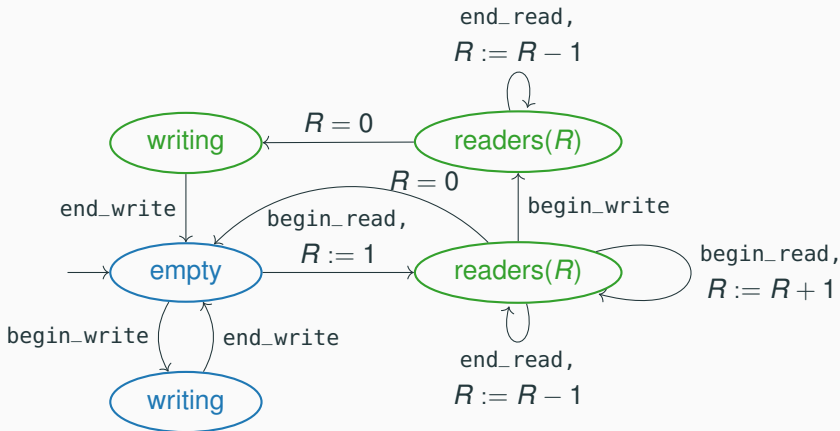 end_read,
R := R − 1
writing
R = 0
readers(R)
R = 0
end_write
begin_write
begin_read,
R := 1
empty
readers(R)
begin_read,
R := R + 1
begin_write
end_write
end_read,
R := R − 1
writing